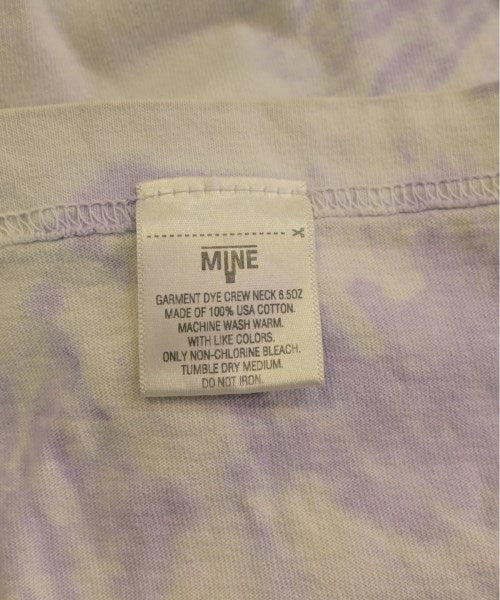 MINE
GARMENT DYE CREW NECK 6.5OZ
MADE OF 100% USA COTTON.
MACHINE WASH WARM.
WITH LIKE COLORS.
ONLY NON-CHLORINE BLEACH.
TUMBLE DRY MEDIUM.
DO NOT IRON.